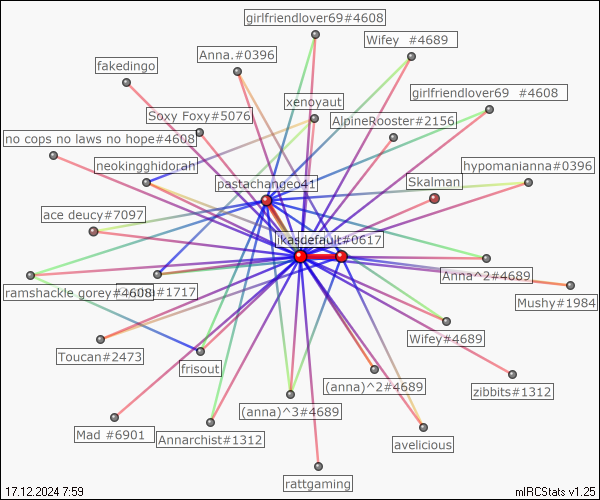 girlfriendlover69#4608
Wifey #4689
Anna.#0396
fakedingo
girlfriendlover69 #4608
xenoyaut
Soxy Foxy#5076
AlpineRooster#2156
no cops no laws no hope#4608
neokingghidorah
hypomanianna#0396
pastachangeo41
Skalman
ace deucy#7097
kasdefault#0617
Anna^2#4689
ramshackle gorey#4608
#1717
Mushy#1984
Toucan#2473
Wifey#4689
frisout
zibbits#1312
(anna)^2#4689
(anna)^3#4689
Mad #6901
Annarchist#1312
avelicious
rattgaming
17.12.2024 7:59
mIRCStats v1.25